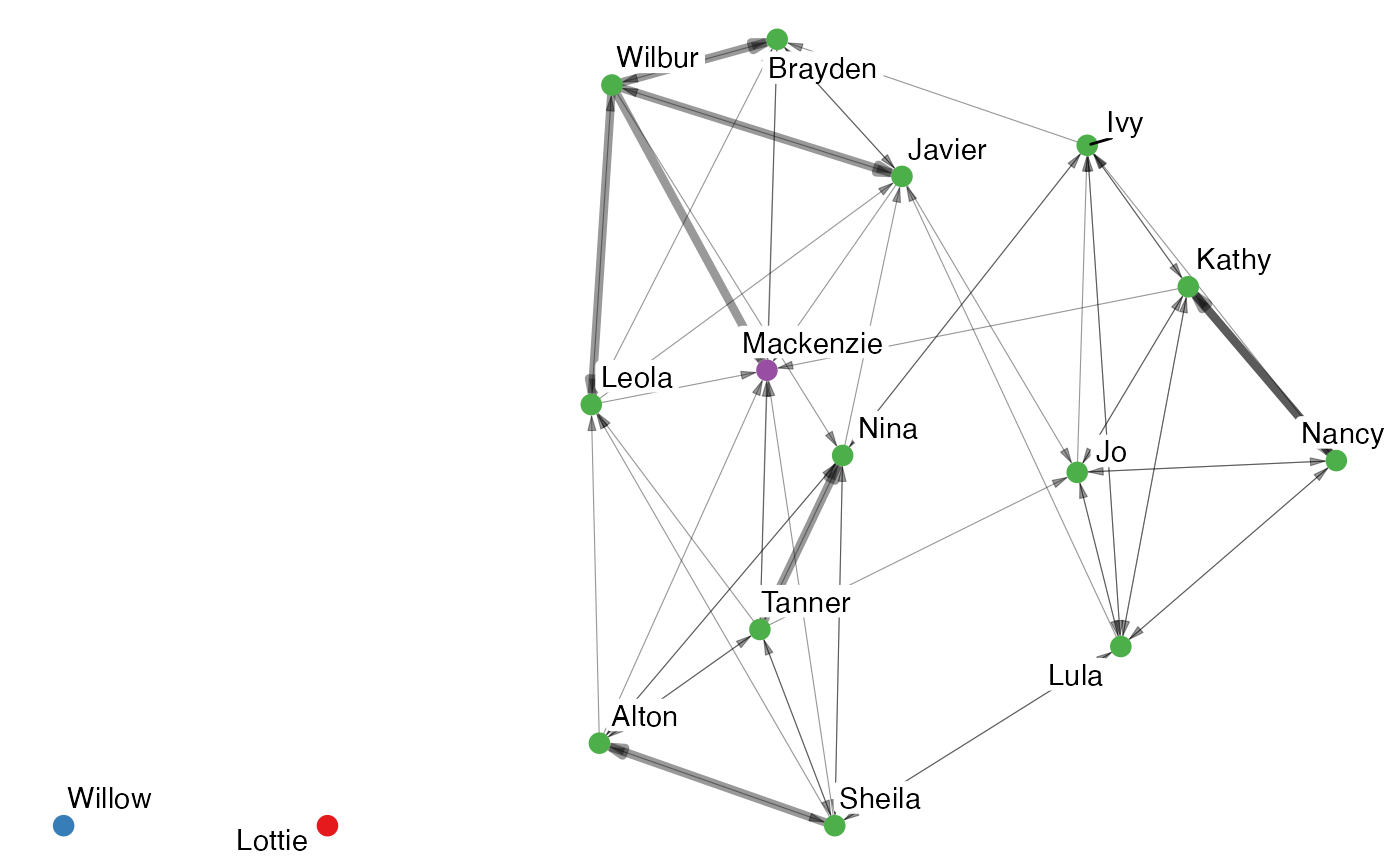 Wilbur
Brayden
Ivy
Javier
Kathy
Mackenzie
Leola
Nina
Nancy
Jo
Tanner
Lula
Alton
Willow
Sheila
Lottie